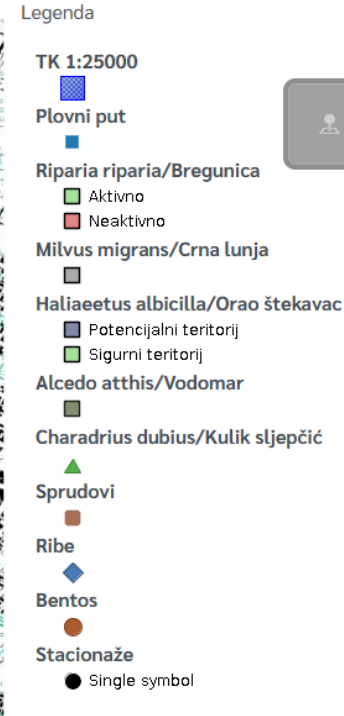 Legenda
TK 1:25000
Plovni put
Riparia riparia/Bregunica
Aktivno
Neaktivno
Milvus migrans/Crna lunja
Haliaeetus albicilla/Orao štekavac
Potencijalni teritorij
Sigurni teritorij
Alcedo atthis/Vodomar
Charadrius dubius/Kulik sljepčić
Sprudovi
Ribe
Bentos
Stacionaže
Single symbol